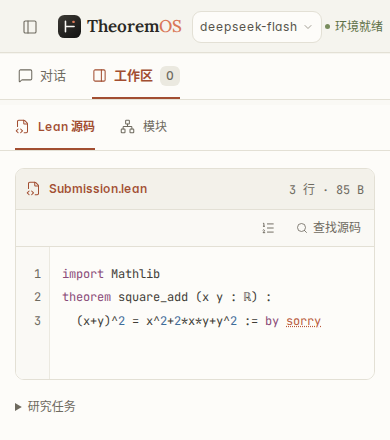 TheoremOS deepseek-flash 环境就绪
对话 工作区 0
Lean 源码 模块
Submission.lean 3 行 · 85 B
查找源码
1 import Mathlib
2 theorem square_add (x y : ℝ) :
3 (x+y)^2 = x^2+2*x*y+y^2 := by sorry
研究任务